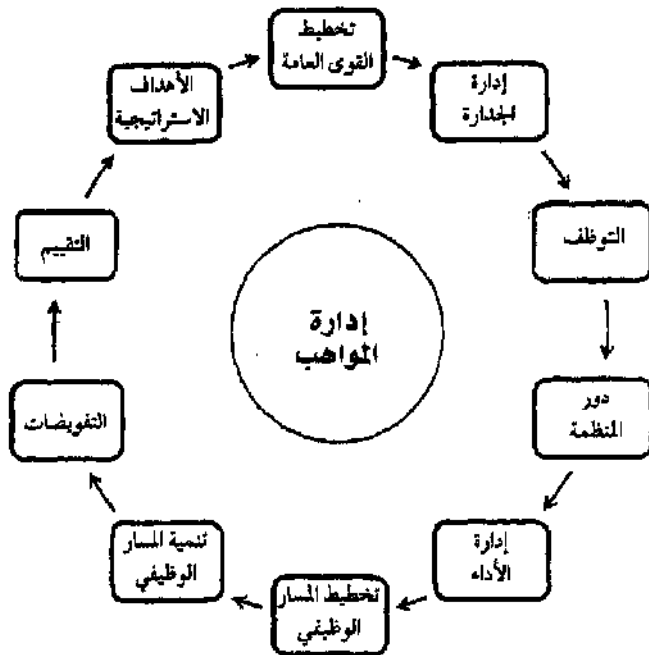 تخطيط
القوى العامة
إدارة
الجدارة
التوظف
دور
المنظمة
إدارة
الأداء
تخطيط المسار
الوظيفي
تنمية المسار
الوظيفي
التفويضات
التقييم
الأهداف
الاستراتيجية
إدارة
المواهب